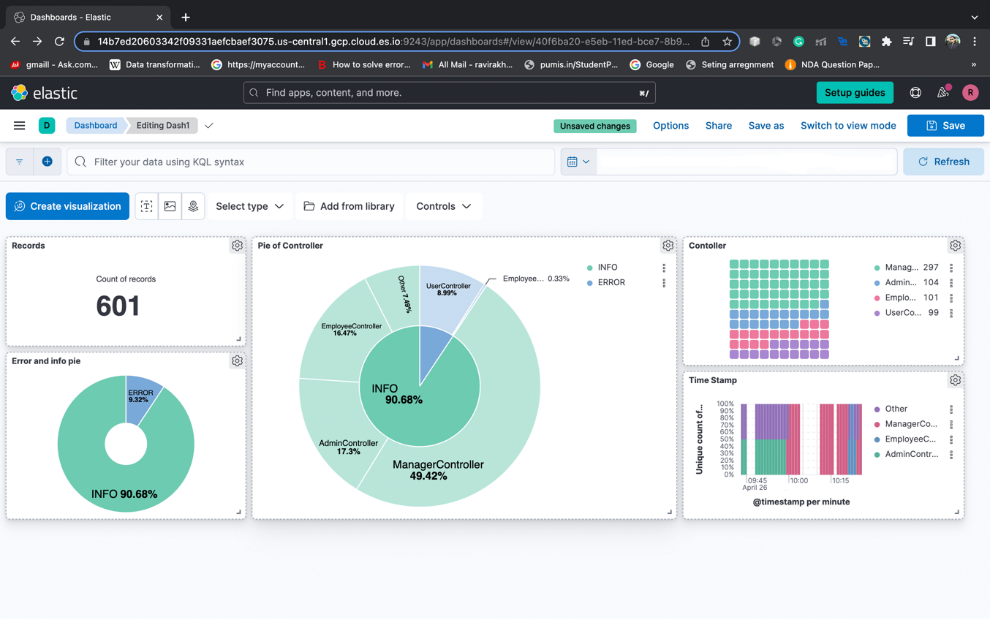 Dashboards - Elastic
14b7ed20603342f09331aefcbaef3075.us-central1.gcp.cloud.es.io:9243/app/dashboards#/view/40f6ba20-e5eb-11ed-bce7-8b9...
gmaill - Ask.com...
Data transformati...
https://myaccount...
How to solve error...
All Mail - ravirakh...
pumis.in/StudentP...
Google
Seting arregnment
NDA Question Pap...
»
elastic
Find apps, content, and more.
⌘/
Setup guides
R
D
Dashboard
Editing Dash1
Unsaved changes
Options
Share
Save as
Switch to view mode
Save
Filter your data using KQL syntax
Refresh
Create visualization
Select type
Add from library
Controls
Records
Count of records
601
Error and info pie
ERROR
9.32%
INFO 90.68%
Pie of Controller
INFO
ERROR
Employee... 0.33%
Other 7.49%
UserController
8.99%
EmployeeController
16.47%
INFO
90.68%
AdminController
17.3%
ManagerController
49.42%
Contoller
Manag... 297
Admin... 104
Emplo... 101
UserCo... 99
Time Stamp
Unique count of...
100%
90%
80%
70%
60%
50%
40%
30%
20%
10%
0%
09:45
10:00
10:15
April 26
@timestamp per minute
Other
ManagerCo...
EmployeeC...
AdminContr...